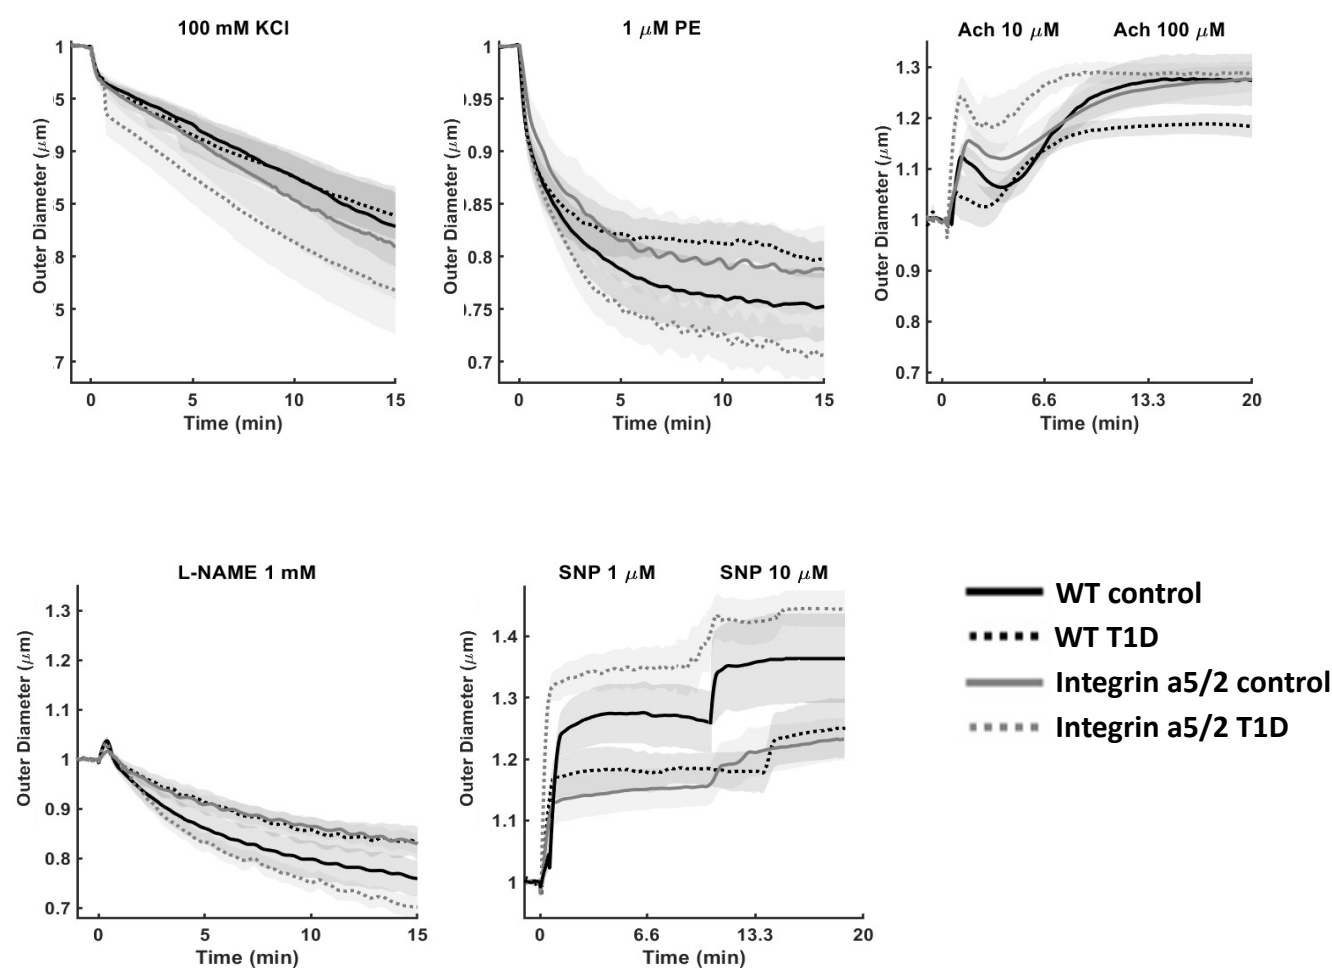 100 mM KCl
1
.95
.9
.85
.8
.75
.7
0 5 10 15
Time (min)
Outer Diameter (μm)
1 μM PE
1
0.95
0.9
0.85
0.8
0.75
0.7
0 5 10 15
Time (min)
Outer Diameter (μm)
Ach 10 μM Ach 100 μM
1.3
1.2
1.1
1
0.9
0.8
0.7
0 6.6 13.3 20
Time (min)
Outer Diameter (μm)
L-NAME 1 mM
1.3
1.2
1.1
1
0.9
0.8
0.7
0 5 10 15
Time (min)
Outer Diameter (μm)
SNP 1 μM SNP 10 μM
1.4
1.3
1.2
1.1
1
0 6.6 13.3 20
Time (min)
Outer Diameter (μm)
WT control
WT T1D
Integrin a5/2 control
Integrin a5/2 T1D